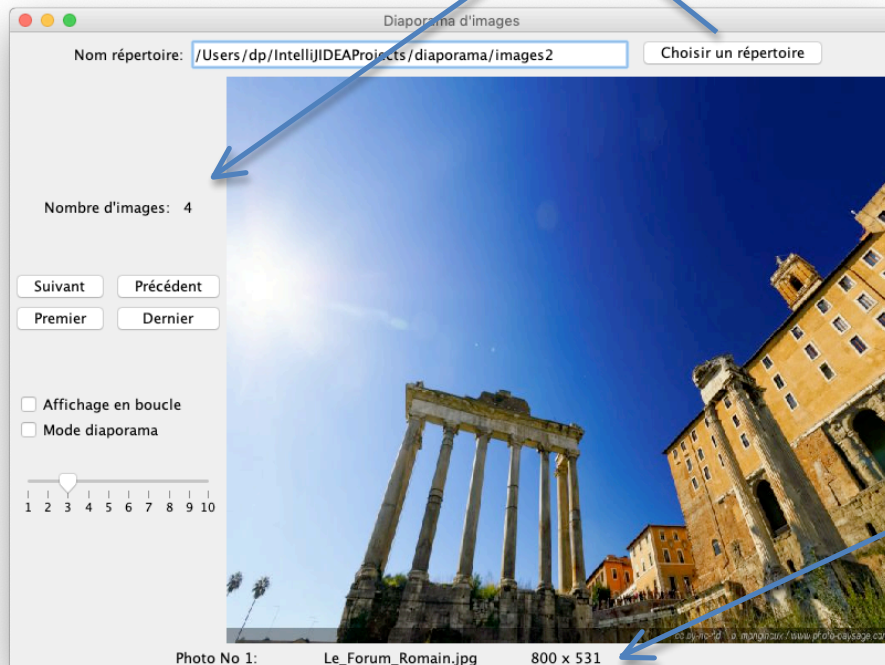 Diaporama d'images
Nom répertoire: /Users/dp/IntelliJIDEAProjects/diaporama/images2 Choisir un répertoire
Nombre d'images: 4
Suivant Précédent
Premier Dernier
Affichage en boucle
Mode diaporama
1 2 3 4 5 6 7 8 9 10
Photo No 1: Le_Forum_Romain.jpg 800 x 531